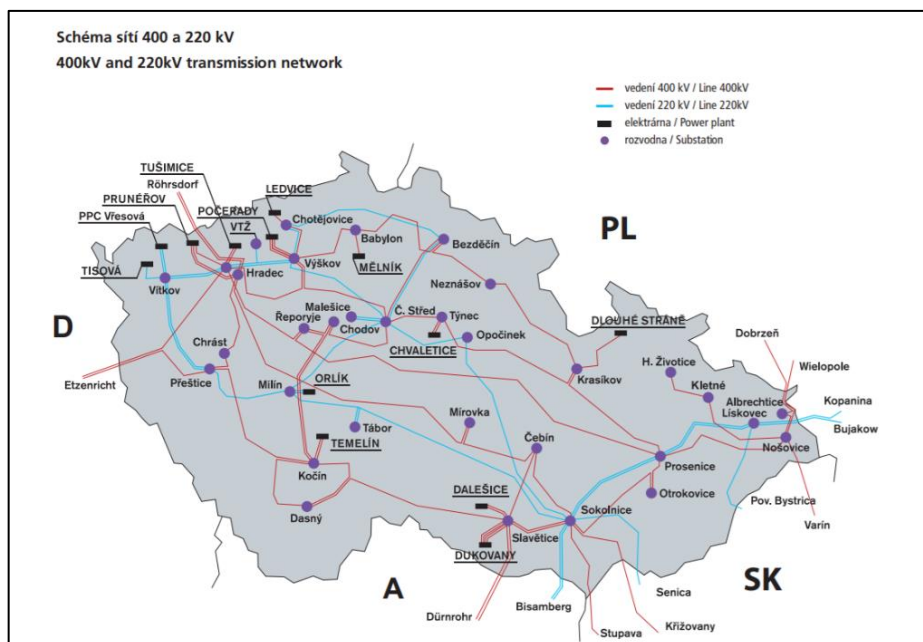 Schéma sítí 400 a 220 kV
400kV and 220kV transmission network
vedení 400 kV / Line 400kV
vedení 220 kV / Line 220kV
elektrárna / Power plant
rozvodna / Substation
TUŠIMICE
Röhrsdorf
PRUNÉŘOV
PPC Vřesová
TISOVÁ
Vítkov
LEDVICE
POČERADY
VTŽ
Chotějovice
Výškov
Hradec
Babylon
MĚLNÍK
Bezděčín
PL
Neznášov
D
Malešice
Řeporyje
Chodov
Č. Střed
Týnec
CHVALETICE
Opočinek
DLOUHÉ STRÁNĚ
Dobrzeń
Wielopole
Krasíkov
H. Životice
Kletné
Albrechtice
Lískovec
Kopanina
Bujakow
Nošovice
Chrást
Etzenricht
Přeštice
Milín
ORLÍK
Tábor
Mírovka
TEMELÍN
Kočín
Dasný
Čebín
Prosenice
Otrokovice
Pov. Bystrica
Varín
DALEŠICE
Slavětice
DUKOVANY
Sokolnice
A
SK
Dürnrohr
Bisamberg
Senica
Stupava
Křižovany